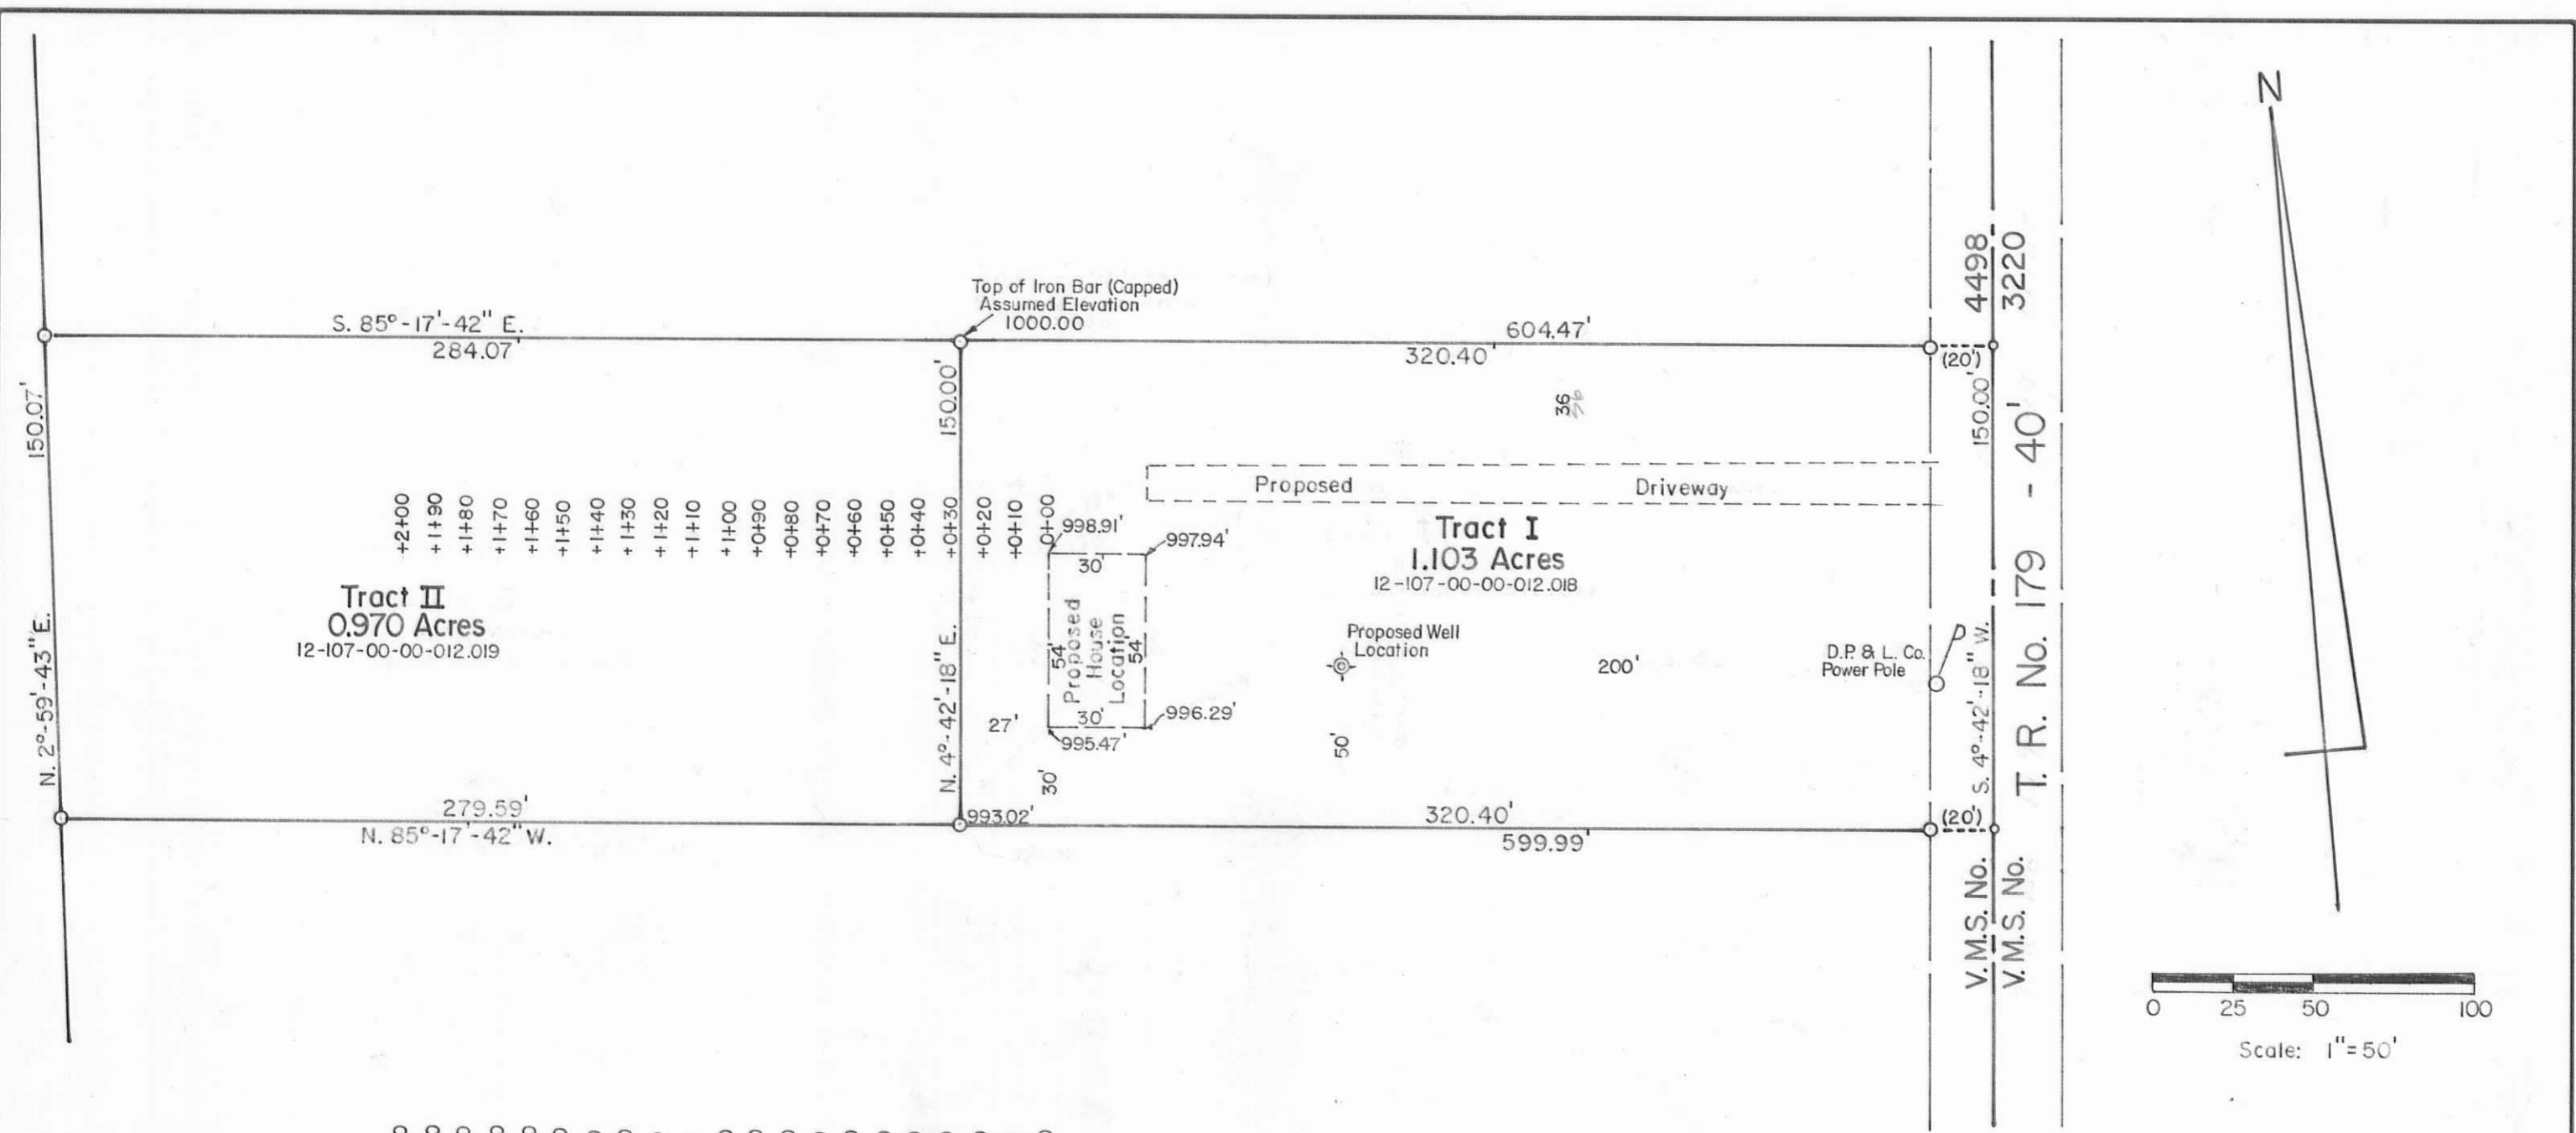 N
4498
3220
Top of Iron Bar (Capped)
Assumed Elevation
1000.00
S. 85°-17'-42" E.
284.07'
604.47'
320.40'
(20')
150.07'
150.00'
150.00'
36
36
T. R. No. 179 - 40'
Proposed Driveway
+2+00
+1+90
+1+80
+1+70
+1+60
+1+50
+1+40
+1+30
+1+20
+1+10
+1+00
+0+90
+0+80
+0+70
+0+60
+0+50
+0+40
+0+30
+0+20
+0+10
0+00
998.91'
997.94'
30'
Tract I
1.103 Acres
12-107-00-00-012.018
Tract II
0.970 Acres
12-107-00-00-012.019
54'
Proposed
House
Location
54'
Proposed Well
Location
200'
D.P. & L. Co.
Power Pole
N. 2°-59'-43" E.
N. 4°-42'-18" E.
S. 4°-42'-18" W.
27'
30'
996.29'
995.47'
50'
30'
279.59'
N. 85°-17'-42" W.
993.02'
320.40'
599.99'
(20')
V.M.S. No.
V.M.S. No.
0 25 50 100
Scale: 1"=50'